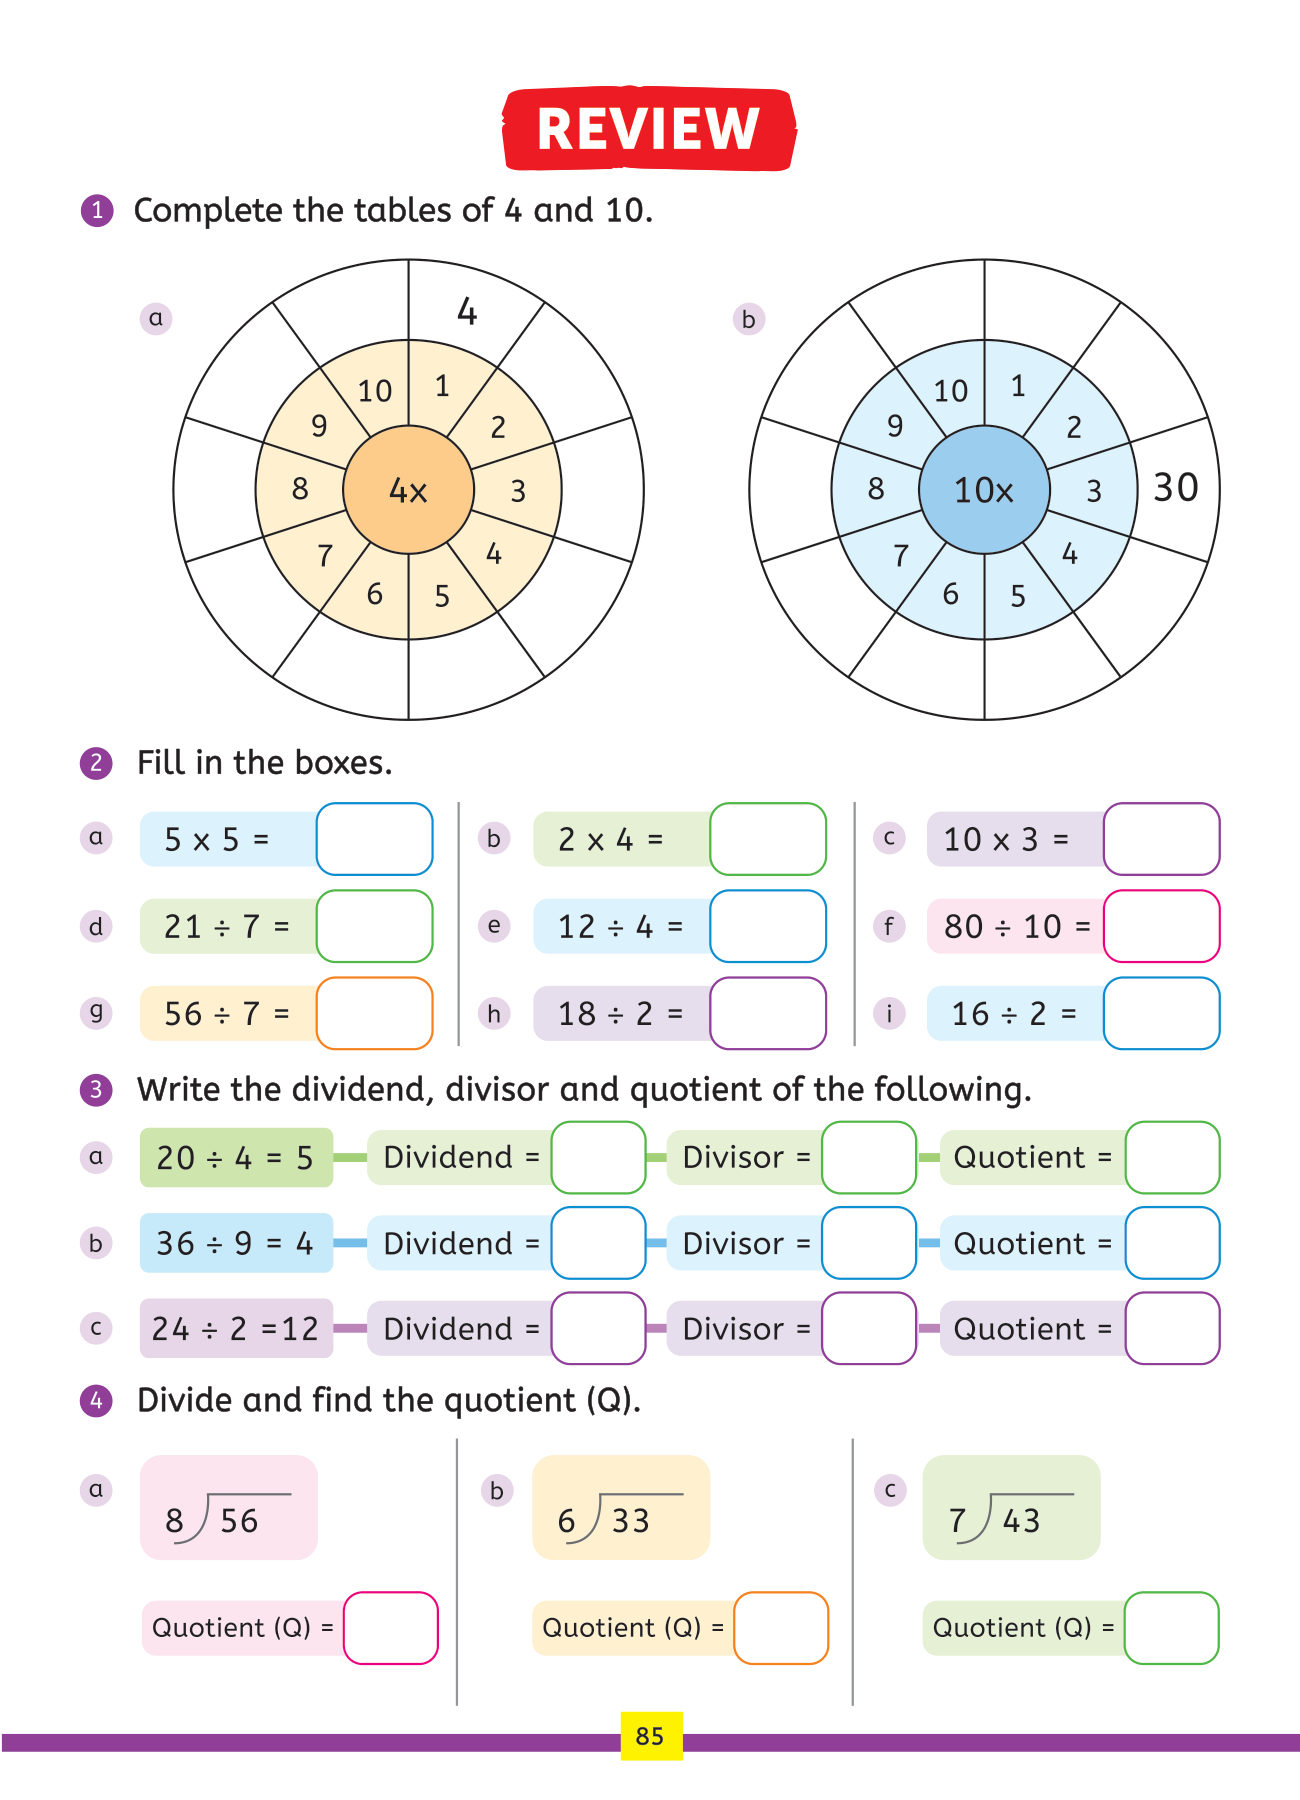 REVIEW
1 Complete the tables of 4 and 10.
a
4
10 1
9 2
8 4x 3
7 4
6 5
b
10 1
9 2
8 10x 3 30
7 4
6 5
2 Fill in the boxes.
a 5 x 5 = b 2 x 4 = c 10 x 3 =
d 21 ÷ 7 = e 12 ÷ 4 = f 80 ÷ 10 =
g 56 ÷ 7 = h 18 ÷ 2 = i 16 ÷ 2 =
3 Write the dividend, divisor and quotient of the following.
a 20 ÷ 4 = 5 Dividend = Divisor = Quotient =
b 36 ÷ 9 = 4 Dividend = Divisor = Quotient =
c 24 ÷ 2 =12 Dividend = Divisor = Quotient =
4 Divide and find the quotient (Q).
a 8 56 b 6 33 c 7 43
Quotient (Q) = Quotient (Q) = Quotient (Q) =
85